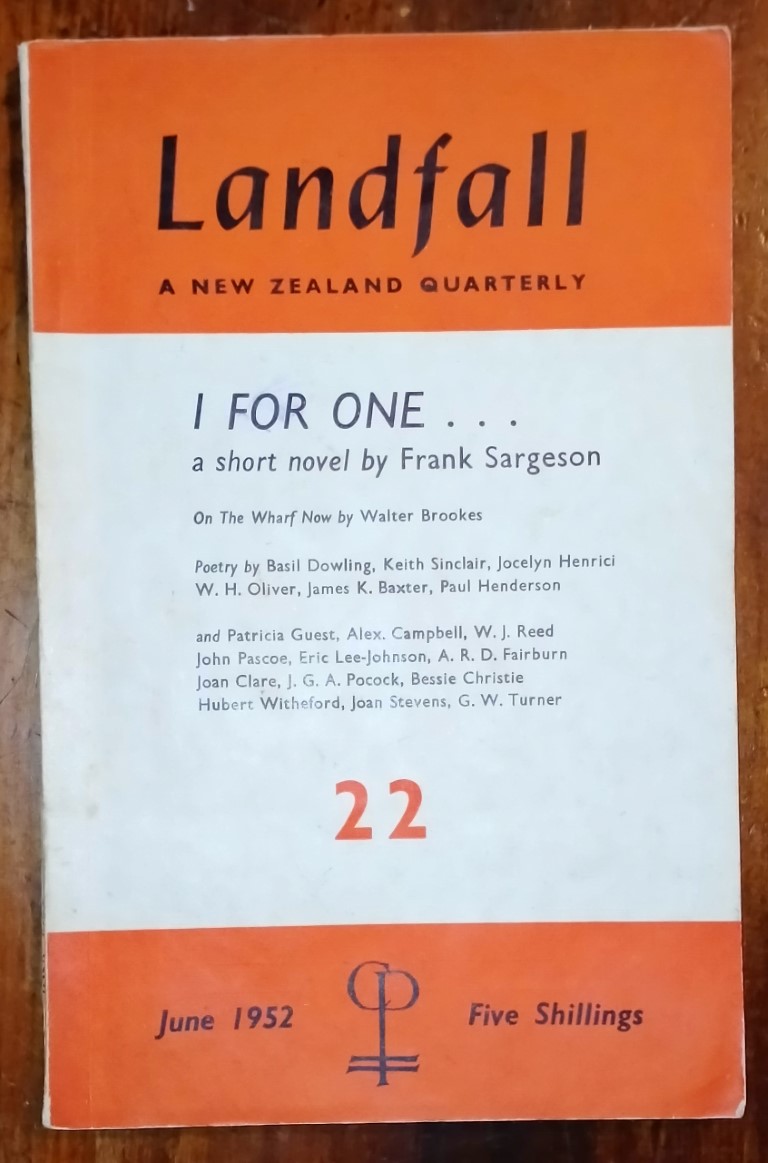 Landfall
A NEW ZEALAND QUARTERLY
I FOR ONE . . .
a short novel by Frank Sargeson
On The Wharf Now by Walter Brookes
Poetry by Basil Dowling, Keith Sinclair, Jocelyn Henrici
W. H. Oliver, James K. Baxter, Paul Henderson
and Patricia Guest, Alex. Campbell, W. J. Reed
John Pascoe, Eric Lee-Johnson, A. R. D. Fairburn
Joan Clare, J. G. A. Pocock, Bessie Christie
Hubert Witheford, Joan Stevens, G. W. Turner
22
June 1952
CP
Five Shillings